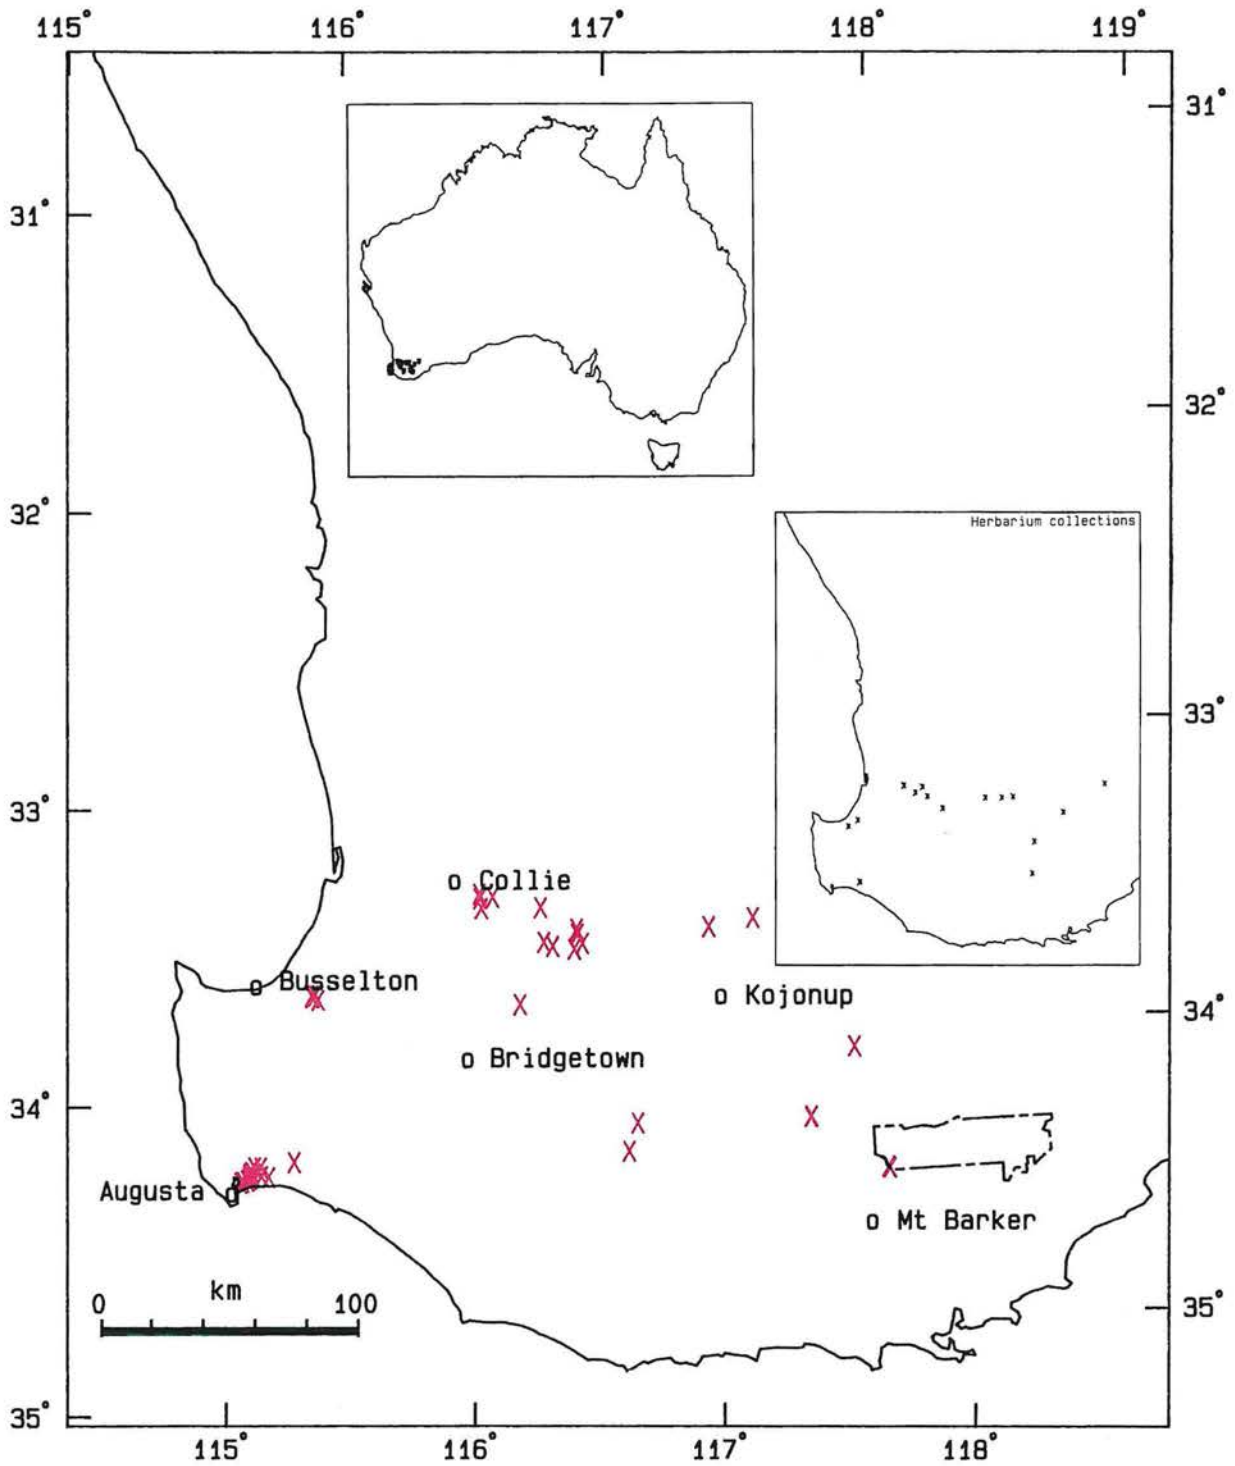 115° 116° 117° 118° 119°
31°
31°
Herbarium collections
32°
32°
33°
33°
Collie
Busselton
Kojonup
34°
Bridgetown
34°
Augusta
Mt Barker
km
0 100
35°
35°
115° 116° 117° 118°